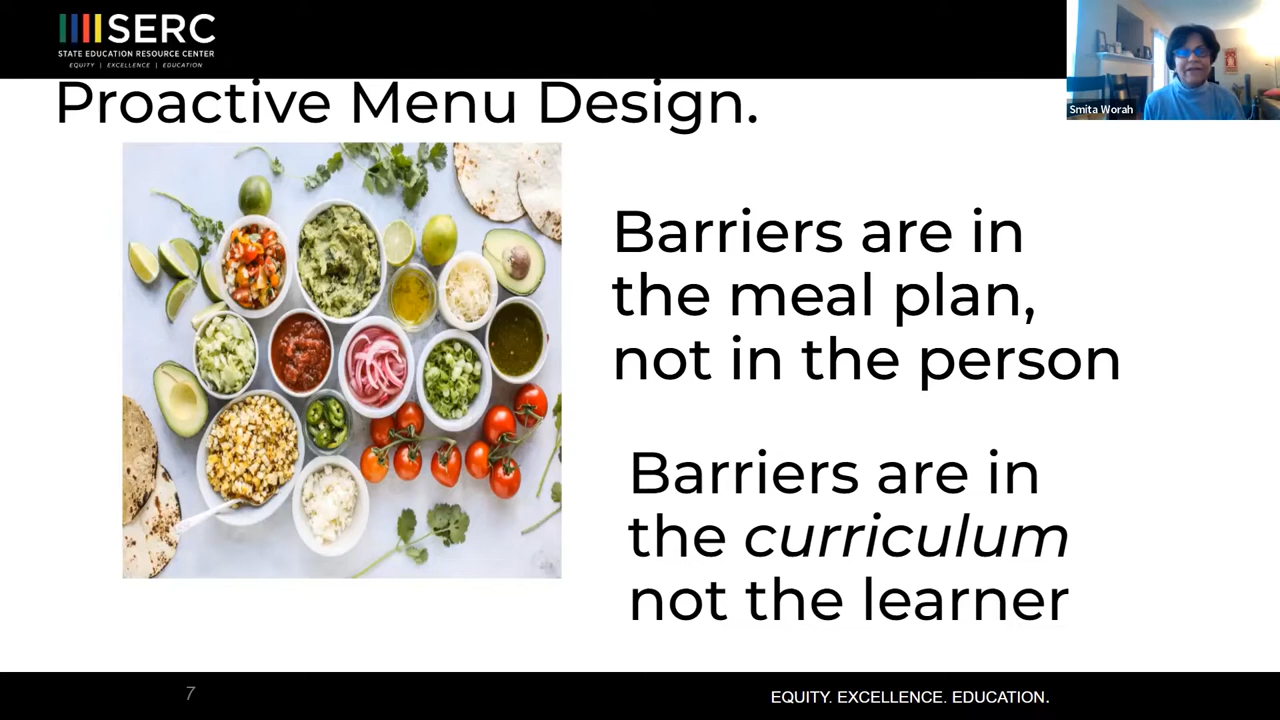 SERC
STATE EDUCATION RESOURCE CENTER
EQUITY | EXCELLENCE | EDUCATION
Smita Worah
Proactive Menu Design.
Barriers are in
the meal plan,
not in the person
Barriers are in
the curriculum
not the learner
7
EQUITY. EXCELLENCE. EDUCATION.